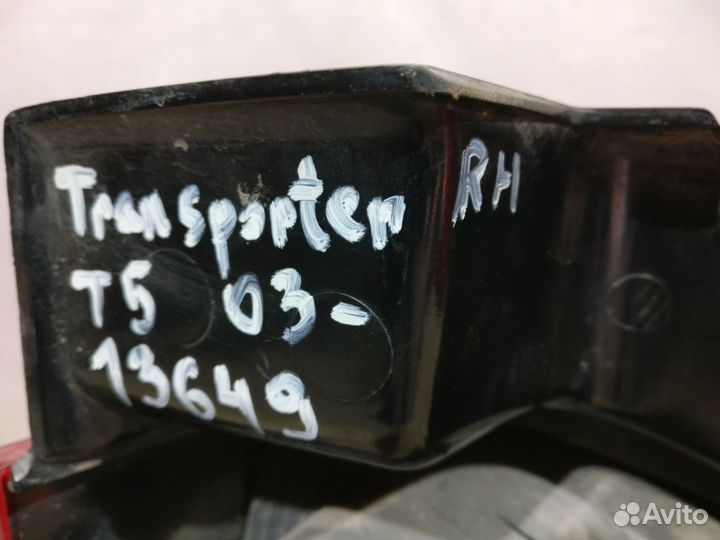 Transporter RH
T5 03-
13649
Avito